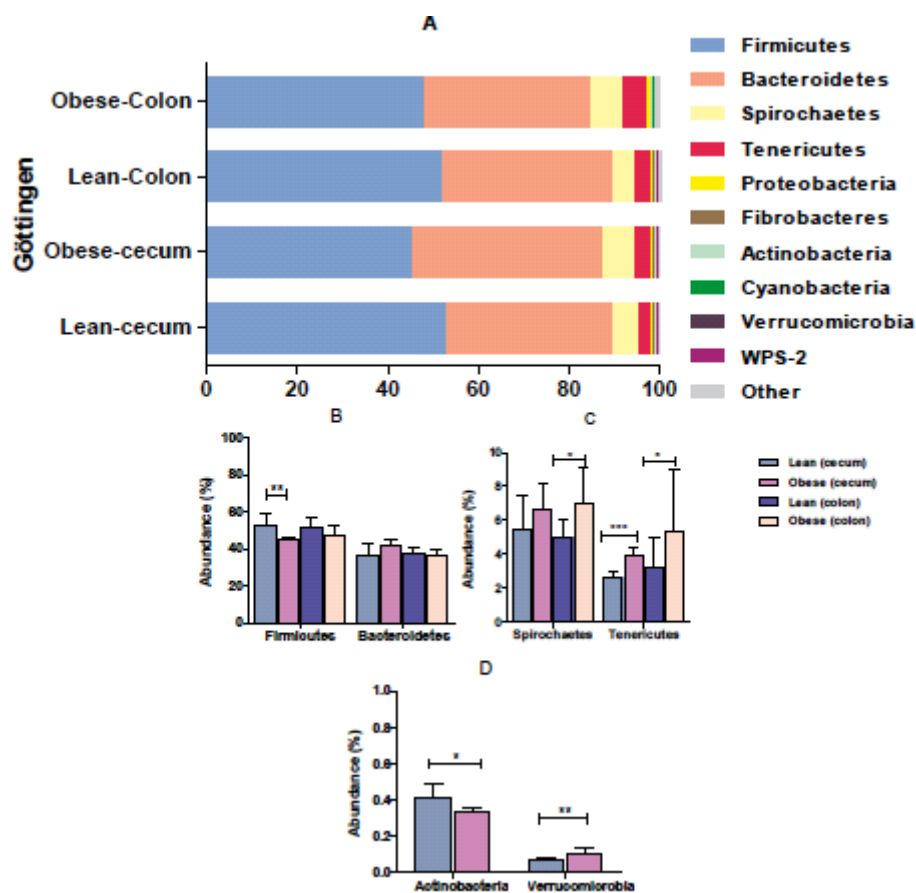 A
Göttingen
Obese-Colon
Lean-Colon
Obese-cecum
Lean-cecum
0 20 40 60 80 100
Firmicutes
Bacteroidetes
Spirochaetes
Tenericutes
Proteobacteria
Fibrobacteres
Actinobacteria
Cyanobacteria
Verrucomicrobia
WPS-2
Other
B
Abundance (%)
100
80
60
40
20
0
**
Firmicutes Bacteroidetes
C
Abundance (%)
10
8
6
4
2
0
* *
***
Spirochaetes Tenericutes
Lean (cecum)
Obese (cecum)
Lean (colon)
Obese (colon)
D
Abundance (%)
1.0
0.8
0.6
0.4
0.2
0.0
*
**
Actinobacteria Verrucomicrobia